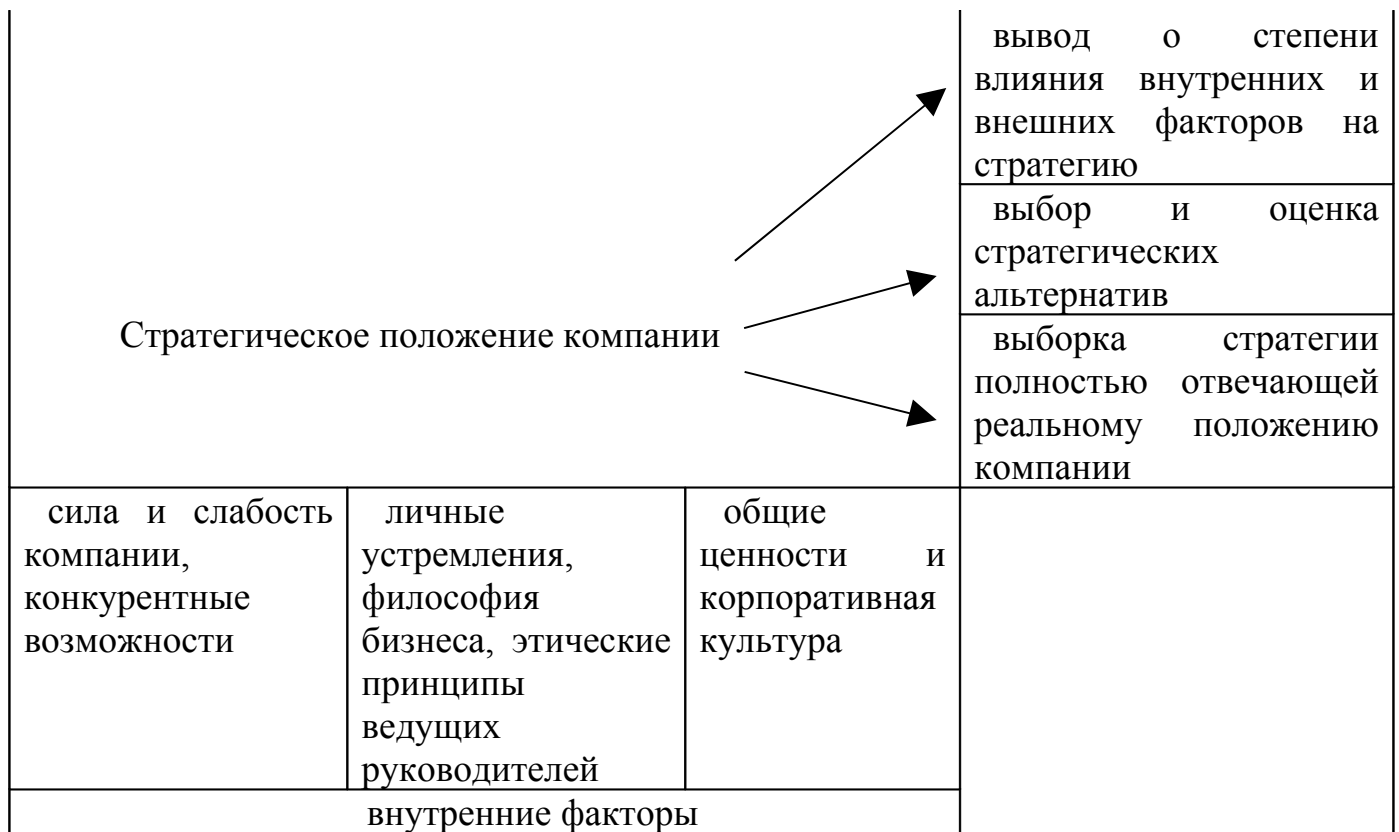 вывод о степени
влияния внутренних и
внешних факторов на
стратегию
выбор и оценка
стратегических
альтернатив
Стратегическое положение компании
выборка стратегии
полностью отвечающей
реальному положению
компании
сила и слабость
компании,
конкурентные
возможности
личные
устремления,
философия
бизнеса, этические
принципы
ведущих
руководителей
общие
ценности и
корпоративная
культура
внутренние факторы